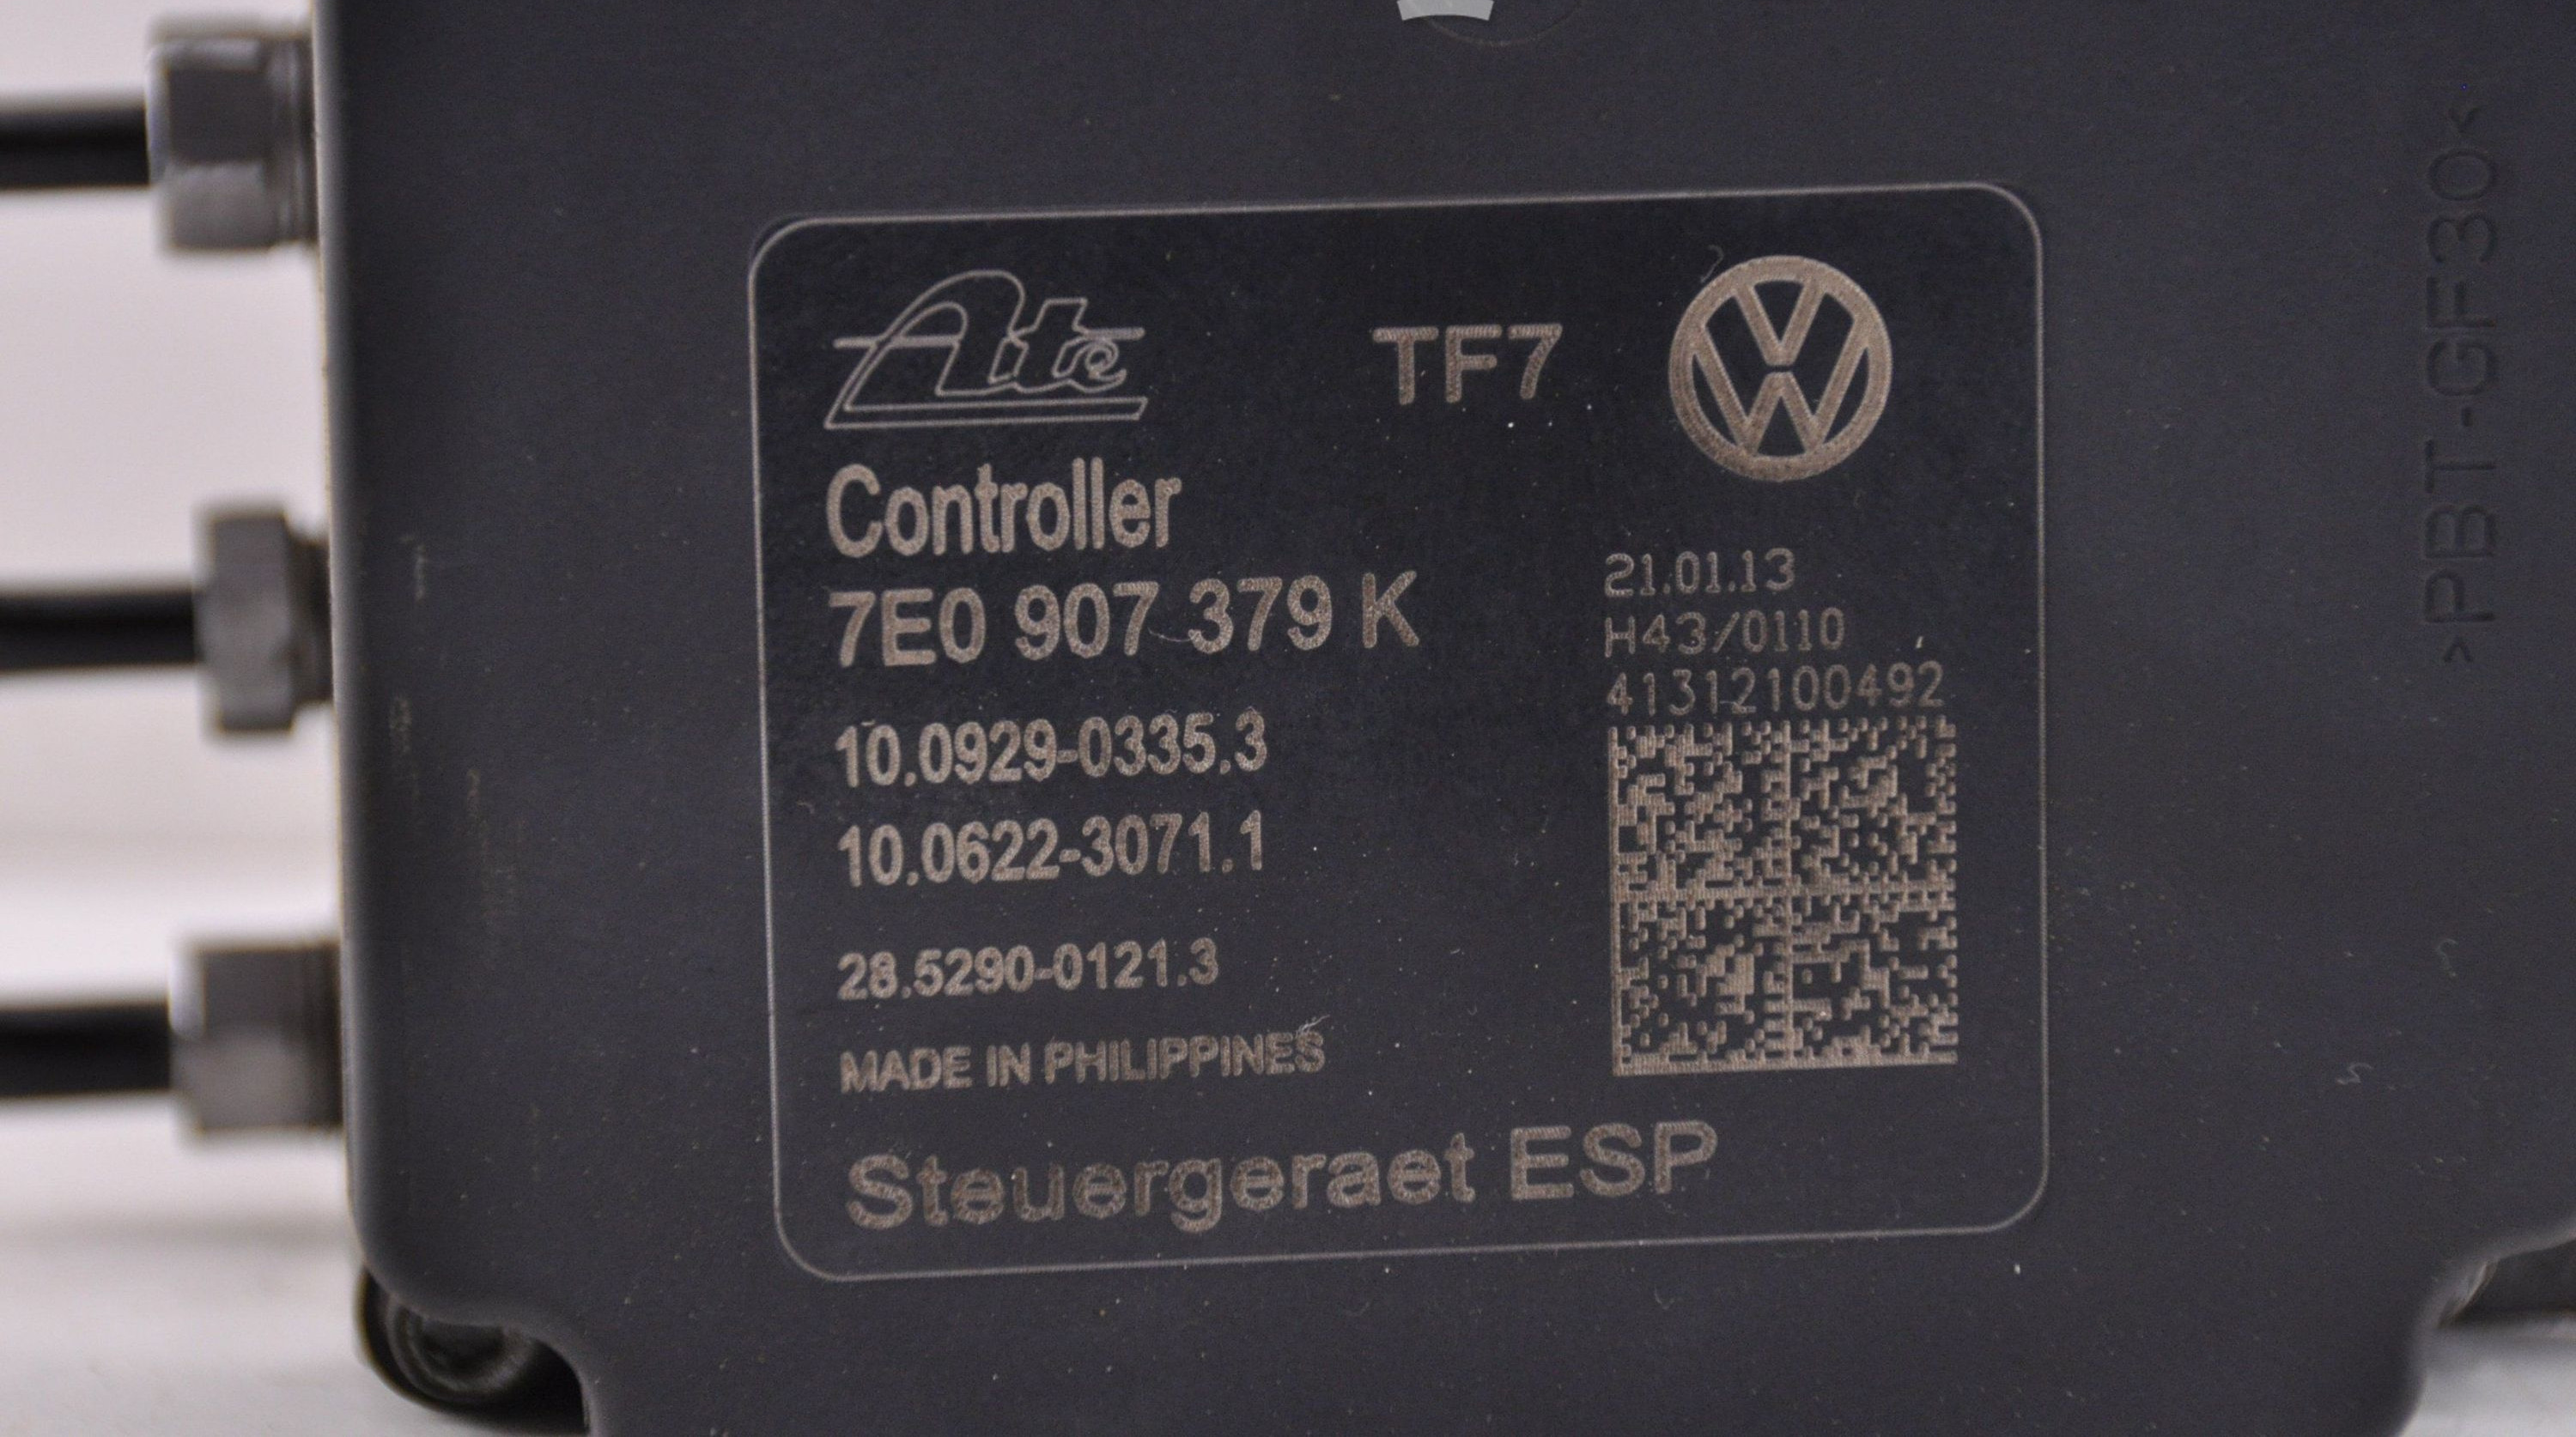 Ate
TF7
Controller
7E0 907 379 K
21.01.13
H43/0110
41312100492
10.0929-0335.3
10.0622-3071.1
28.5290-0121.3
MADE IN PHILIPPINES
Steuergeraet ESP
>PBT-GF30<